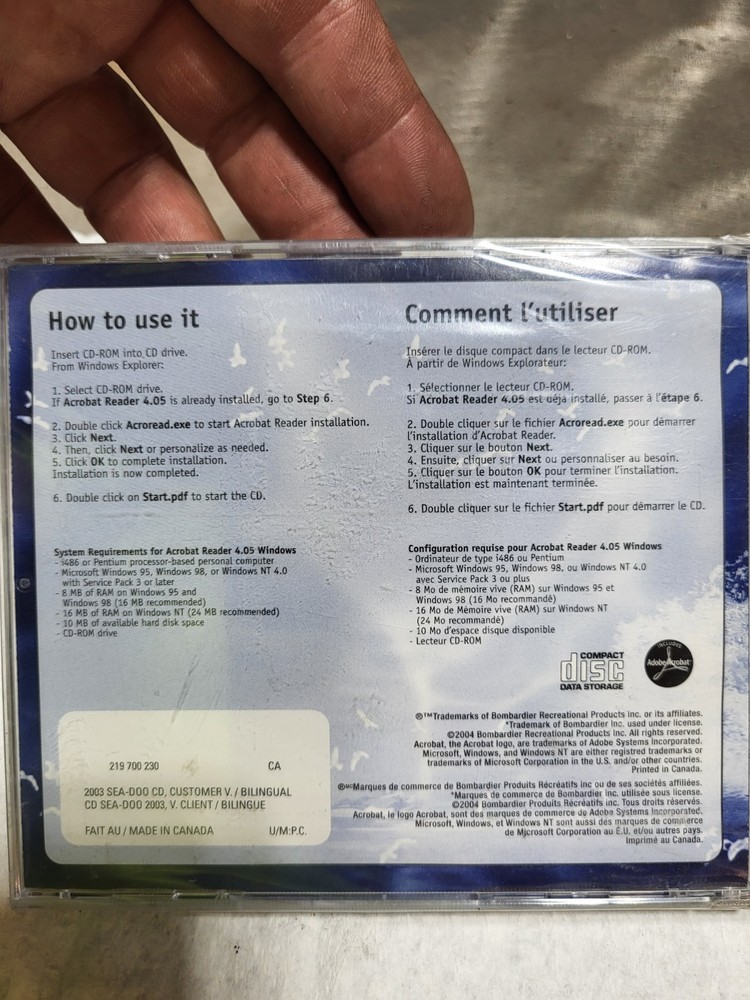 How to use it
Insert CD-ROM into CD drive.
From Windows Explorer:
1. Select CD-ROM drive.
If Acrobat Reader 4.05 is already installed, go to Step 6.
2. Double click Acroread.exe to start Acrobat Reader installation.
3. Click Next.
4. Then, click Next or personalize as needed.
5. Click OK to complete installation.
Installation is now completed.
6. Double click on Start.pdf to start the CD.
System Requirements for Acrobat Reader 4.05 Windows
- i486 or Pentium processor-based personal computer
- Microsoft Windows 95, Windows 98, or Windows NT 4.0
with Service Pack 3 or later
- 8 MB of RAM on Windows 95 and
Windows 98 (16 MB recommended)
- 16 MB of RAM on Windows NT (24 MB recommended)
- 10 MB of available hard disk space
- CD-ROM drive
219 700 230 CA
2003 SEA-DOO CD, CUSTOMER V. / BILINGUAL
CD SEA-DOO 2003, V. CLIENT / BILINGUE
FAIT AU / MADE IN CANADA U/M:P.C.
Comment l'utiliser
Insérer le disque compact dans le lecteur CD-ROM.
À partir de Windows Explorateur:
1. Sélectionner le lecteur CD-ROM.
Si Acrobat Reader 4.05 est déjà installé, passer à l'étape 6.
2. Double cliquer sur le fichier Acroread.exe pour démarrer
l'installation d'Acrobat Reader.
3. Cliquer sur le bouton Next.
4. Ensuite, cliquer sur Next ou personnaliser au besoin.
5. Cliquer sur le bouton OK pour terminer l'installation.
L'installation est maintenant terminée.
6. Double cliquer sur le fichier Start.pdf pour démarrer le CD.
Configuration requise pour Acrobat Reader 4.05 Windows
- Ordinateur de type i486 ou Pentium
- Microsoft Windows 95, Windows 98, ou Windows NT 4.0
avec Service Pack 3 ou plus
- 8 Mo de mémoire vive (RAM) sur Windows 95 et
Windows 98 (16 Mo recommandé)
- 16 Mo de Mémoire vive (RAM) sur Windows NT
(24 Mo recommandé)
- 10 Mo d'espace disque disponible
- Lecteur CD-ROM
COMPACT
disc
DATA STORAGE
INCLUDES
Adobe Acrobat
®™Trademarks of Bombardier Recreational Products Inc. or its affiliates.
*Trademark of Bombardier Inc. used under license.
©2004 Bombardier Recreational Products Inc. All rights reserved.
Acrobat, the Acrobat logo, are trademarks of Adobe Systems Incorporated.
Microsoft, Windows, and Windows NT are either registred trademarks or
trademarks of Microsoft Corporation in the U.S. and/or other countries.
Printed in Canada.
®MCMarques de commerce de Bombardier Produits Récréatifs Inc ou de ses sociétés affiliées.
*Marques de commerce de Bombardier Inc. utilisée sous license.
©2004 Bombardier Produits Récréatifs Inc. Tous droits réservés.
Acrobat, le logo Acrobat, sont des marques de commerce de Adobe Systems Incorporated.
Microsoft, Windows, et Windows NT sont aussi des marques de commerce
de Microsoft Corporation au É.U. et/ou autres pays.
Imprimé au Canada.